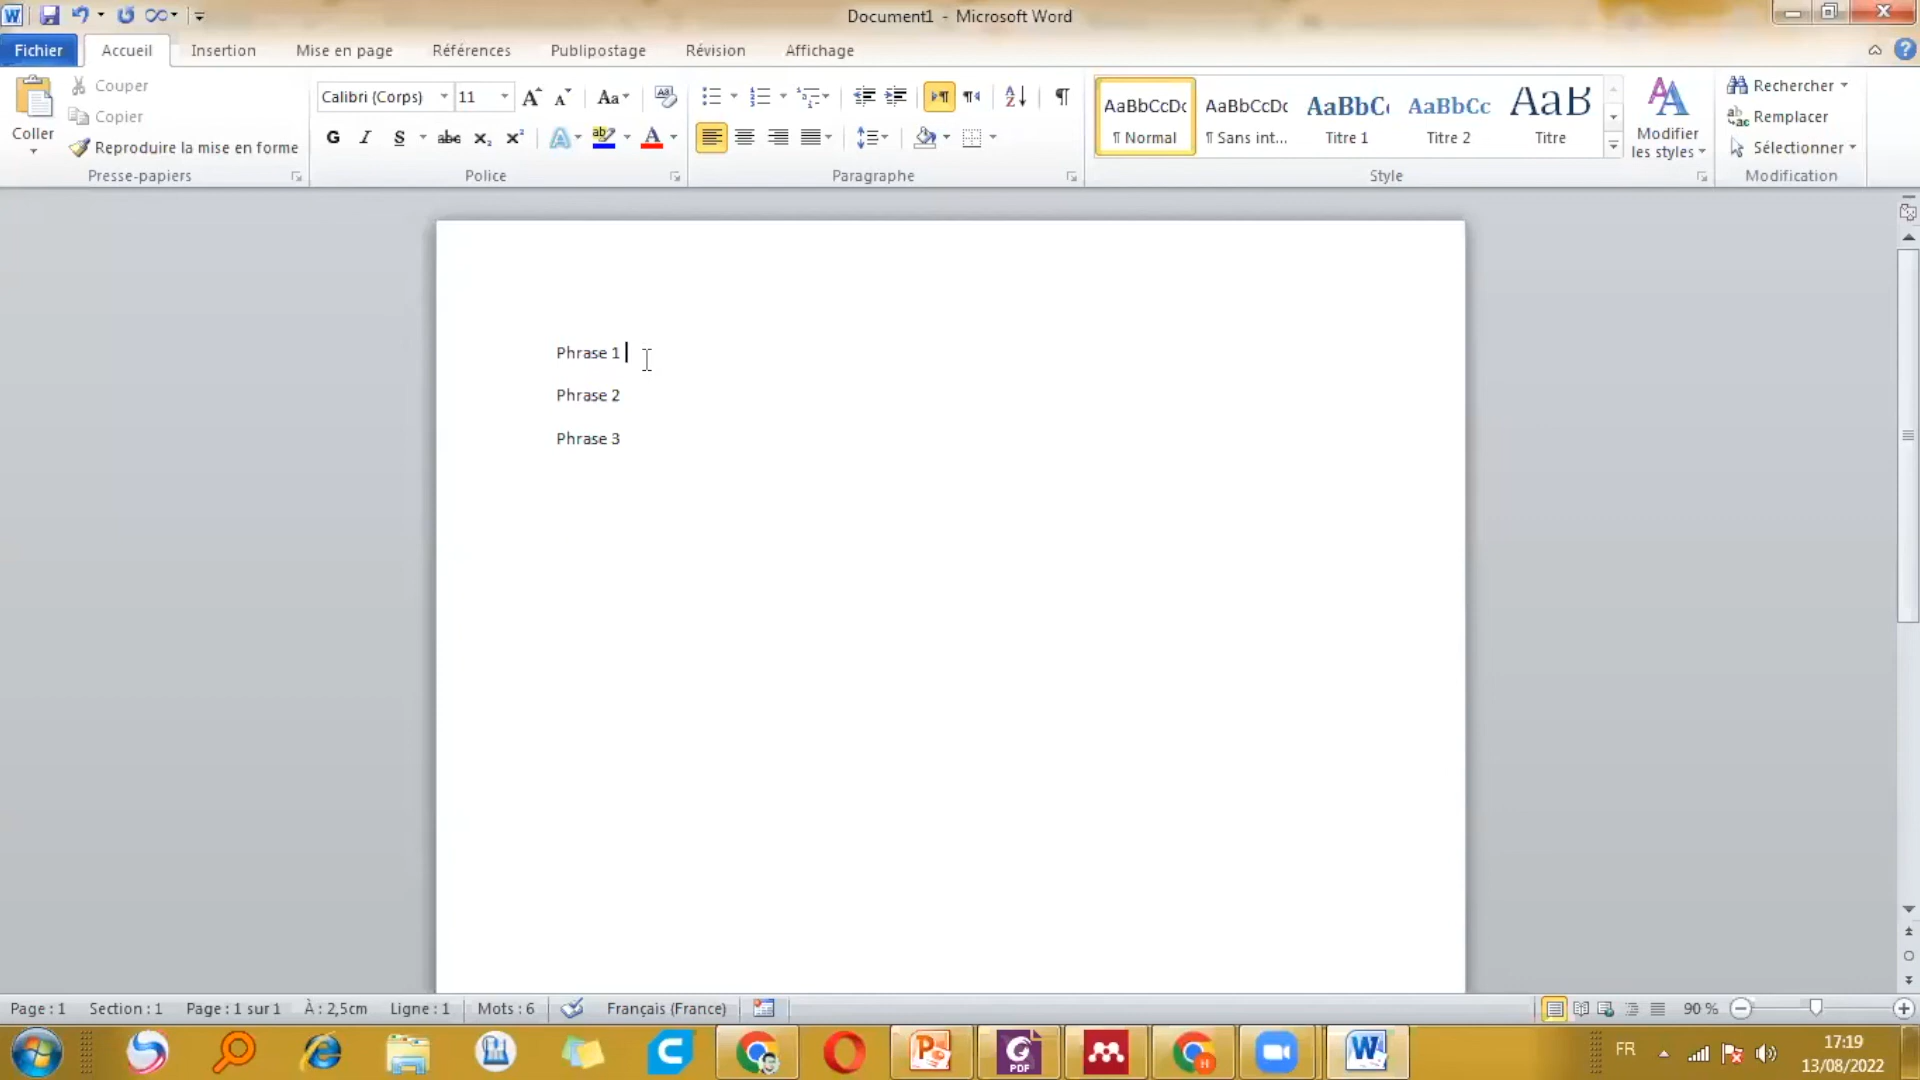 Document1 - Microsoft Word
Fichier Accueil Insertion Mise en page Références Publipostage Révision Affichage
Coller
Couper
Copier
Reproduire la mise en forme
Presse-papiers
Calibri (Corps) 11
G I S abc x₂ x²
Police
Paragraphe
AaBbCcDc AaBbCcDc AaBbC AaBbCc AaB
¶ Normal ¶ Sans int... Titre 1 Titre 2 Titre
Modifier
les styles
Style
Rechercher
Remplacer
Sélectionner
Modification
Phrase 1
Phrase 2
Phrase 3
Page : 1 Section : 1 Page : 1 sur 1 À : 2,5cm Ligne : 1 Mots : 6 Français (France) 90 %
FR 17:19
13/08/2022